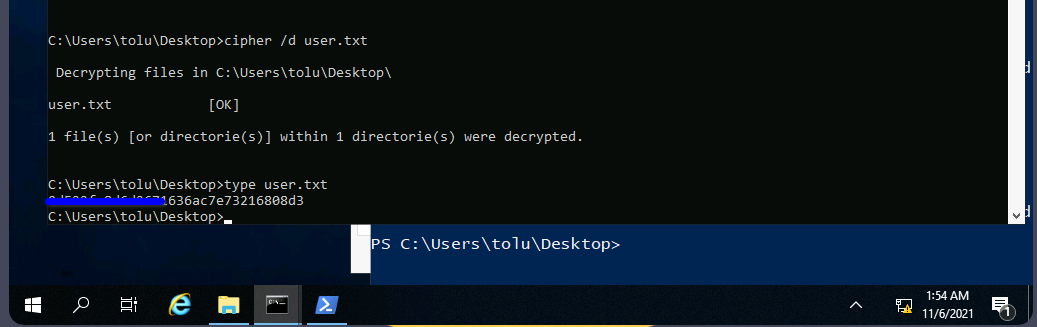 C:\Users\tolu\Desktop>cipher /d user.txt
Decrypting files in C:\Users\tolu\Desktop\
user.txt [OK]
1 file(s) [or directorie(s)] within 1 directorie(s) were decrypted.
C:\Users\tolu\Desktop>type user.txt
1636ac7e73216808d3
C:\Users\tolu\Desktop>
PS C:\Users\tolu\Desktop>
1:54 AM
11/6/2021
1